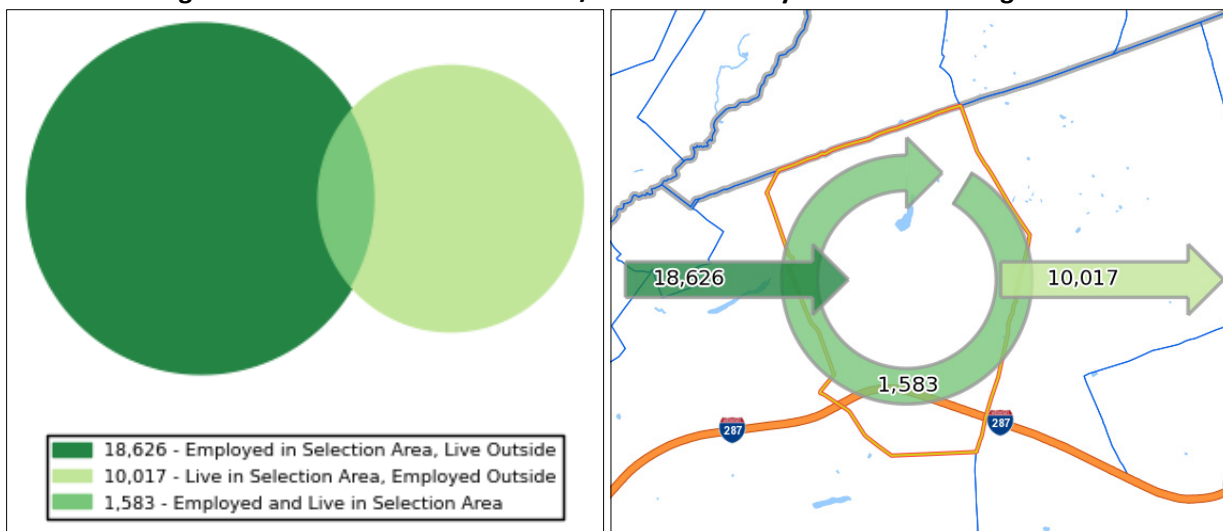 18,626 - Employed in Selection Area, Live Outside
10,017 - Live in Selection Area, Employed Outside
1,583 - Employed and Live in Selection Area
18,626
10,017
1,583
287
287